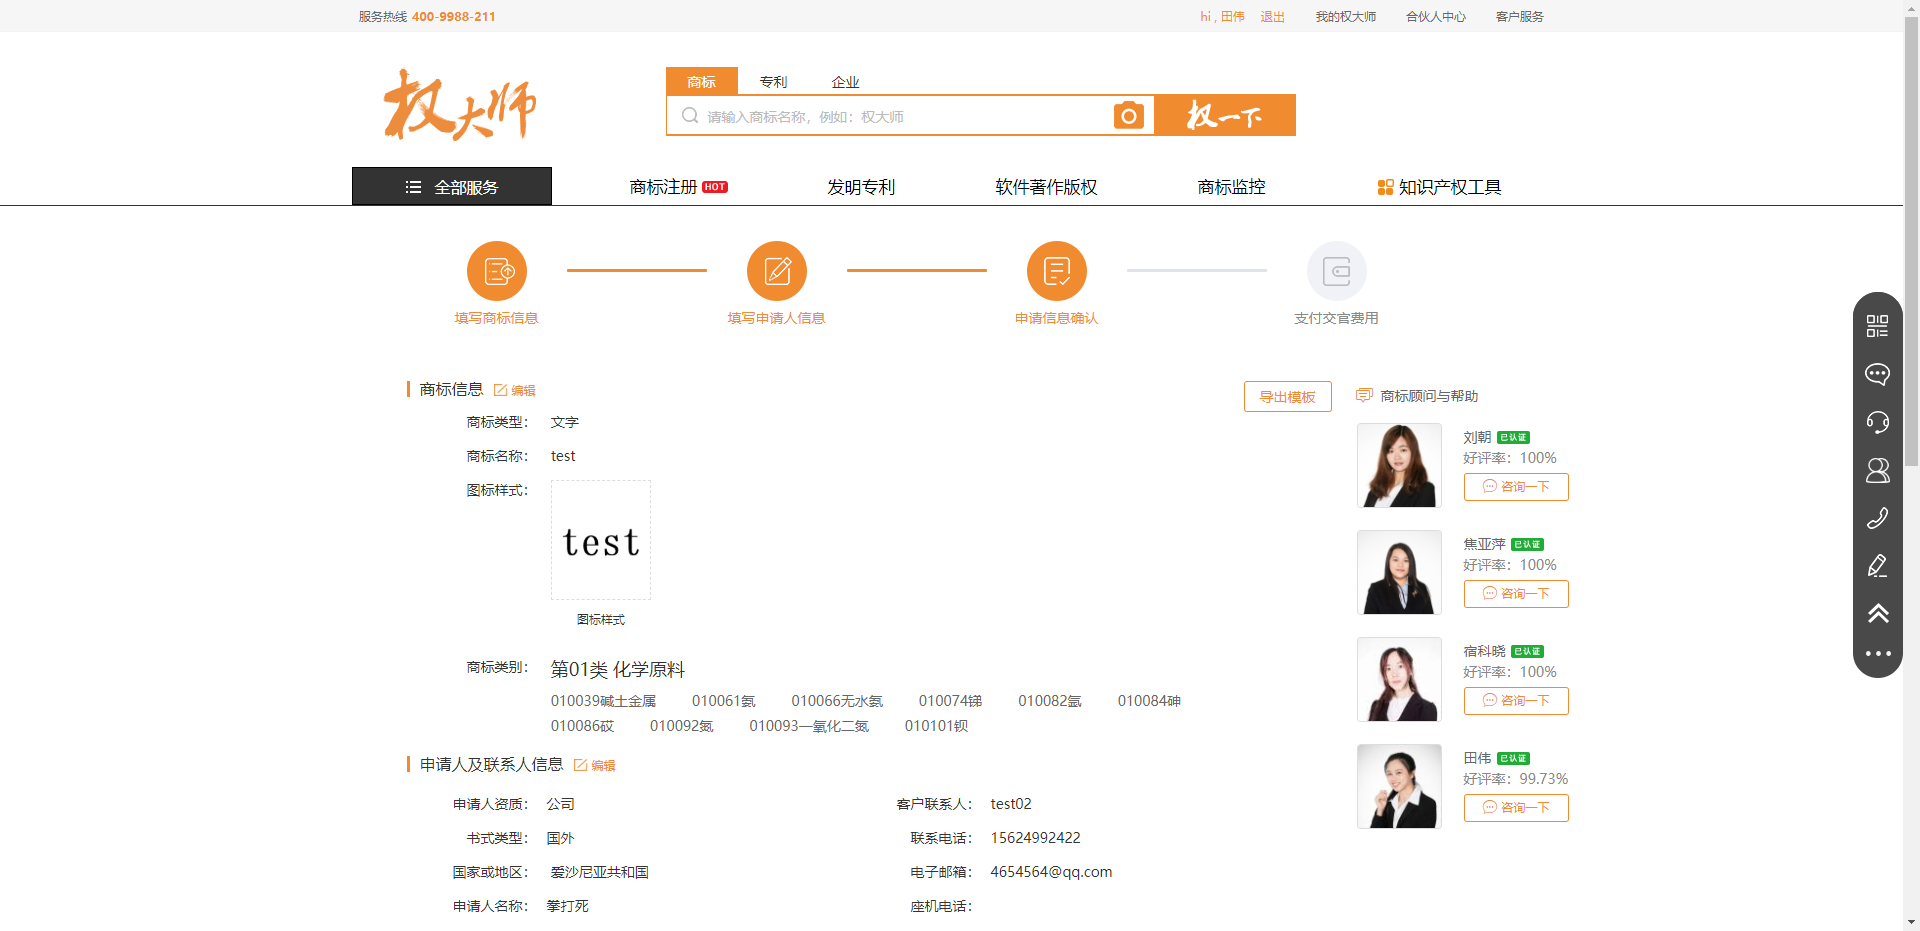 服务热线 400-9988-211
hi , 田伟 退出 我的权大师 合伙人中心 客户服务
权大师
商标 专利 企业
请输入商标名称，例如：权大师
权一下
全部服务 商标注册 HOT 发明专利 软件著作版权 商标监控 知识产权工具
填写商标信息 填写申请人信息 申请信息确认 支付交官费用
商标信息 编辑
导出模板
商标顾问与帮助
商标类型： 文字
商标名称： test
图标样式：
test
图标样式
商标类别： 第01类 化学原料
010039碱土金属 010061氨 010066无水氨 010074锑 010082氩 010084砷
010086砹 010092氮 010093一氧化二氮 010101钡
申请人及联系人信息 编辑
申请人资质： 公司
客户联系人： test02
书式类型： 国外
联系电话： 15624992422
国家或地区： 爱沙尼亚共和国
电子邮箱： 4654564@qq.com
申请人名称： 拳打死
座机电话：
刘朝 已认证
好评率：100%
咨询一下
焦亚萍 已认证
好评率：100%
咨询一下
宿科晓 已认证
好评率：100%
咨询一下
田伟 已认证
好评率：99.73%
咨询一下